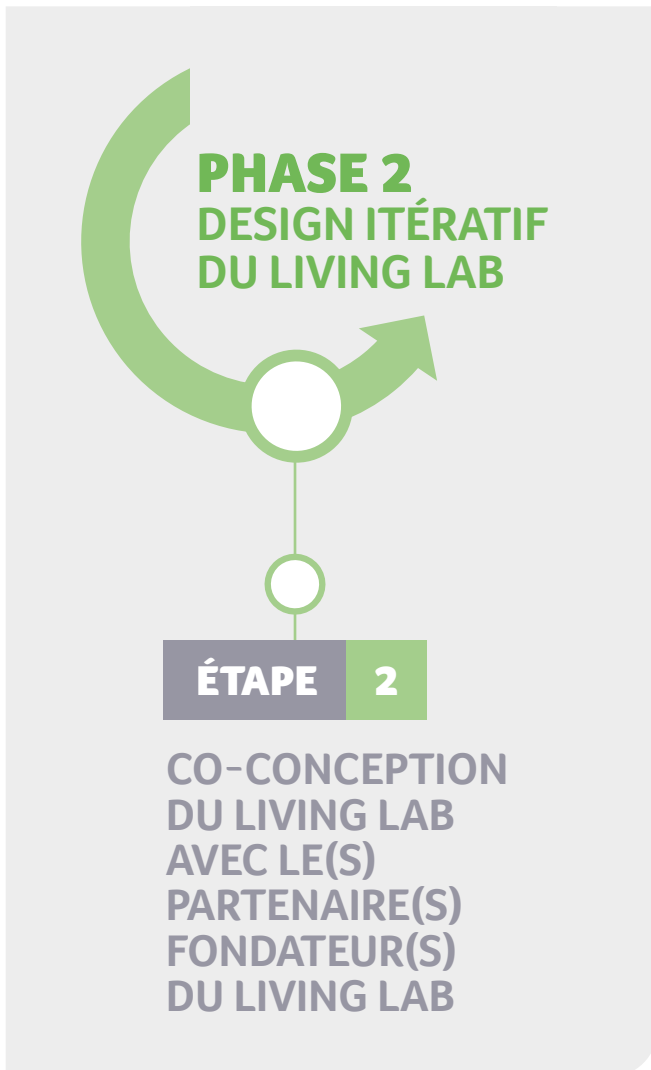 PHASE 2
DESIGN ITÉRATIF
DU LIVING LAB
ÉTAPE 2
CO-CONCEPTION
DU LIVING LAB
AVEC LE(S)
PARTENAIRE(S)
FONDATEUR(S)
DU LIVING LAB